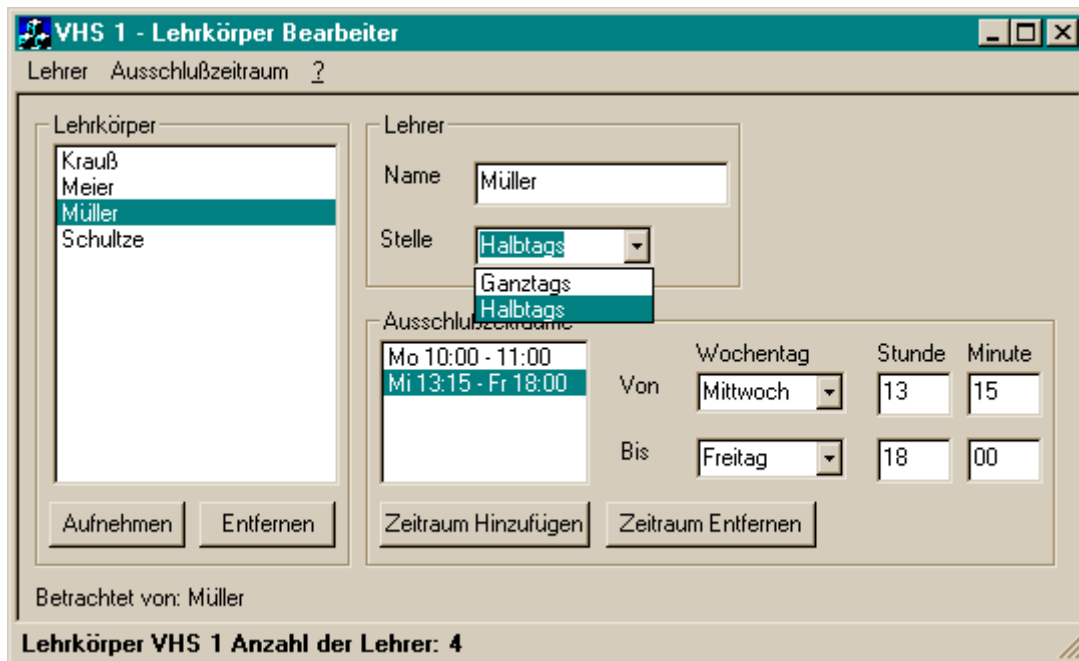 VHS 1 - Lehrkörper Bearbeiter
Lehrer Ausschlußzeitraum ?
Lehrkörper
Krauß
Meier
Müller
Schultze
Aufnehmen Entfernen
Lehrer
Name Müller
Stelle Halbtags
Ganztags
Halbtags
Ausschlußzeiträume
Mo 10:00 - 11:00
Mi 13:15 - Fr 18:00
Wochentag Stunde Minute
Von Mittwoch 13 15
Bis Freitag 18 00
Zeitraum Hinzufügen Zeitraum Entfernen
Betrachtet von: Müller
Lehrkörper VHS 1 Anzahl der Lehrer: 4